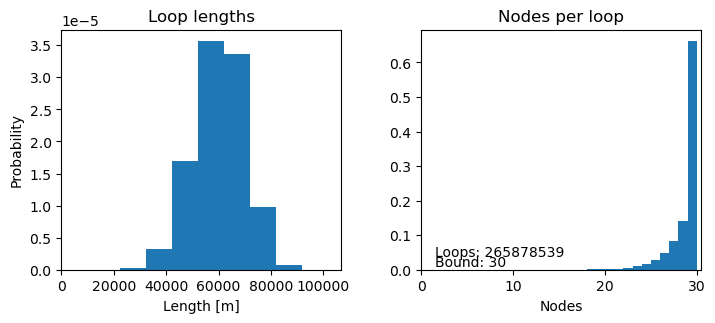 Loop lengths
1e−5
3.5
3.0
2.5
2.0
1.5
1.0
0.5
0.0
Probability
0 20000 40000 60000 80000 100000
Length [m]
Nodes per loop
0.6
0.5
0.4
0.3
0.2
0.1
0.0
Loops: 265878539
Bound: 30
0 10 20 30
Nodes